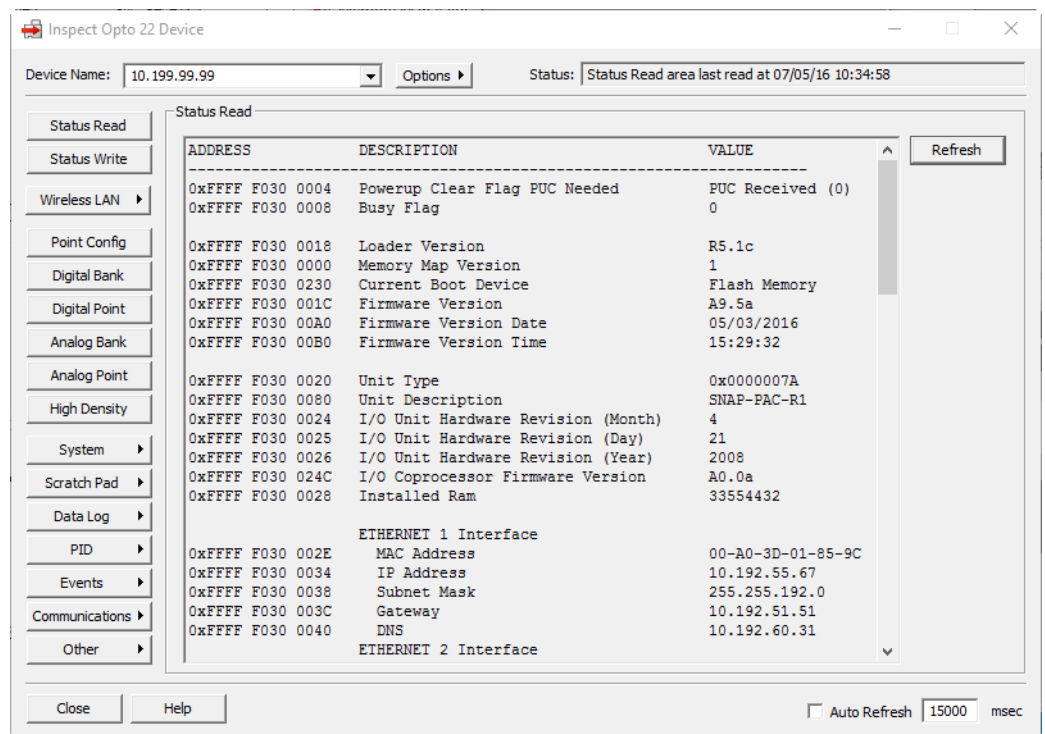 Inspect Opto 22 Device
Device Name: 10.199.99.99 Options Status: Status Read area last read at 07/05/16 10:34:58
Status Read
Status Write
Wireless LAN
Point Config
Digital Bank
Digital Point
Analog Bank
Analog Point
High Density
System
Scratch Pad
Data Log
PID
Events
Communications
Other
Status Read
ADDRESS DESCRIPTION VALUE
--------------------------------------------------------------------
0xFFFF F030 0004 Powerup Clear Flag PUC Needed PUC Received (0)
0xFFFF F030 0008 Busy Flag 0
0xFFFF F030 0018 Loader Version R5.1c
0xFFFF F030 0000 Memory Map Version 1
0xFFFF F030 0230 Current Boot Device Flash Memory
0xFFFF F030 001C Firmware Version A9.5a
0xFFFF F030 00A0 Firmware Version Date 05/03/2016
0xFFFF F030 00B0 Firmware Version Time 15:29:32
0xFFFF F030 0020 Unit Type 0x0000007A
0xFFFF F030 0080 Unit Description SNAP-PAC-R1
0xFFFF F030 0024 I/O Unit Hardware Revision (Month) 4
0xFFFF F030 0025 I/O Unit Hardware Revision (Day) 21
0xFFFF F030 0026 I/O Unit Hardware Revision (Year) 2008
0xFFFF F030 024C I/O Coprocessor Firmware Version A0.0a
0xFFFF F030 0028 Installed Ram 33554432
ETHERNET 1 Interface
0xFFFF F030 002E MAC Address 00-A0-3D-01-85-9C
0xFFFF F030 0034 IP Address 10.192.55.67
0xFFFF F030 0038 Subnet Mask 255.255.192.0
0xFFFF F030 003C Gateway 10.192.51.51
0xFFFF F030 0040 DNS 10.192.60.31
ETHERNET 2 Interface
Refresh
Close Help Auto Refresh 15000 msec